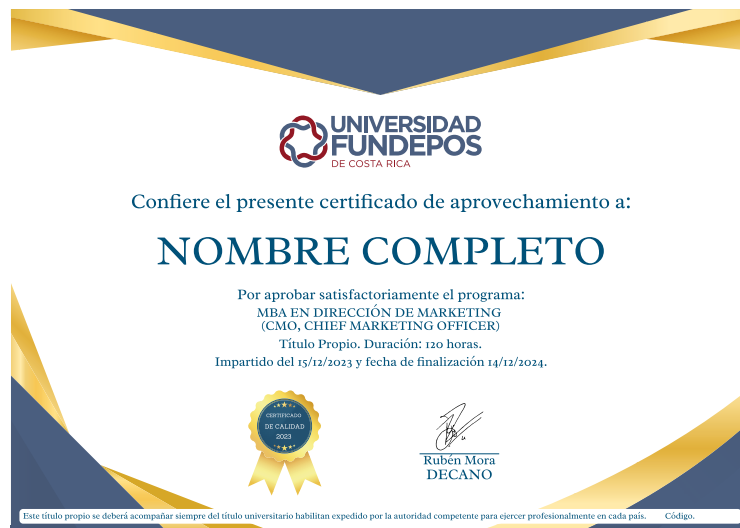 UNIVERSIDAD
FUNDEPOS
DE COSTA RICA
Confiere el presente certificado de aprovechamiento a:
NOMBRE COMPLETO
Por aprobar satisfactoriamente el programa:
MBA EN DIRECCIÓN DE MARKETING
(CMO, CHIEF MARKETING OFFICER)
Título Propio. Duración: 120 horas.
Impartido del 15/12/2023 y fecha de finalización 14/12/2024.
CERTIFICADO
DE CALIDAD
2023
Rubén Mora
DECANO
Este título propio se deberá acompañar siempre del título universitario habilitan expedido por la autoridad competente para ejercer profesionalmente en cada país. Código.